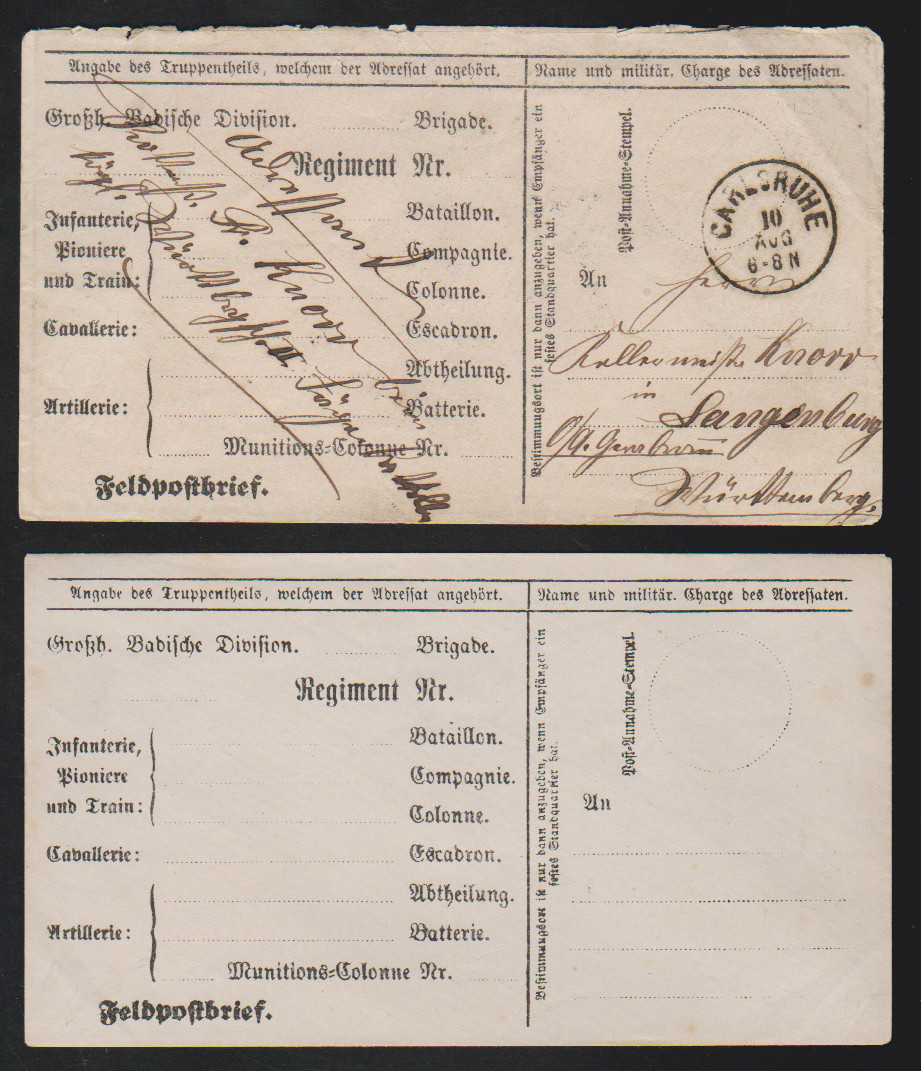 Angabe des Truppentheils, welchem der Adressat angehört.
Großh. Badische Division. Brigade.
Regiment Nr.
Infanterie, Pioniere und Train:
Bataillon.
Compagnie.
Colonne.
Cavallerie: Escadron.
Artillerie:
Abtheilung.
Batterie.
Munitions-Colonne Nr.
Feldpostbrief.
Knorr
Name und militär. Charge des Adressaten.
Bestimmungsort ist nur dann anzugeben, wenn Empfänger ein
festes Standquartier hat.
Post-Annahme-Stempel.
CARLSRUHE
10
AUG
6-8 N
An
Herrn
Kellermeister Knorr
in
Langenburg
Württemberg.
Angabe des Truppentheils, welchem der Adressat angehört.
Großh. Badische Division. Brigade.
Regiment Nr.
Infanterie, Pioniere und Train:
Bataillon.
Compagnie.
Colonne.
Cavallerie: Escadron.
Artillerie:
Abtheilung.
Batterie.
Munitions-Colonne Nr.
Feldpostbrief.
Name und militär. Charge des Adressaten.
Bestimmungsort ist nur dann anzugeben, wenn Empfänger ein
festes Standquartier hat.
Post-Annahme-Stempel.
An